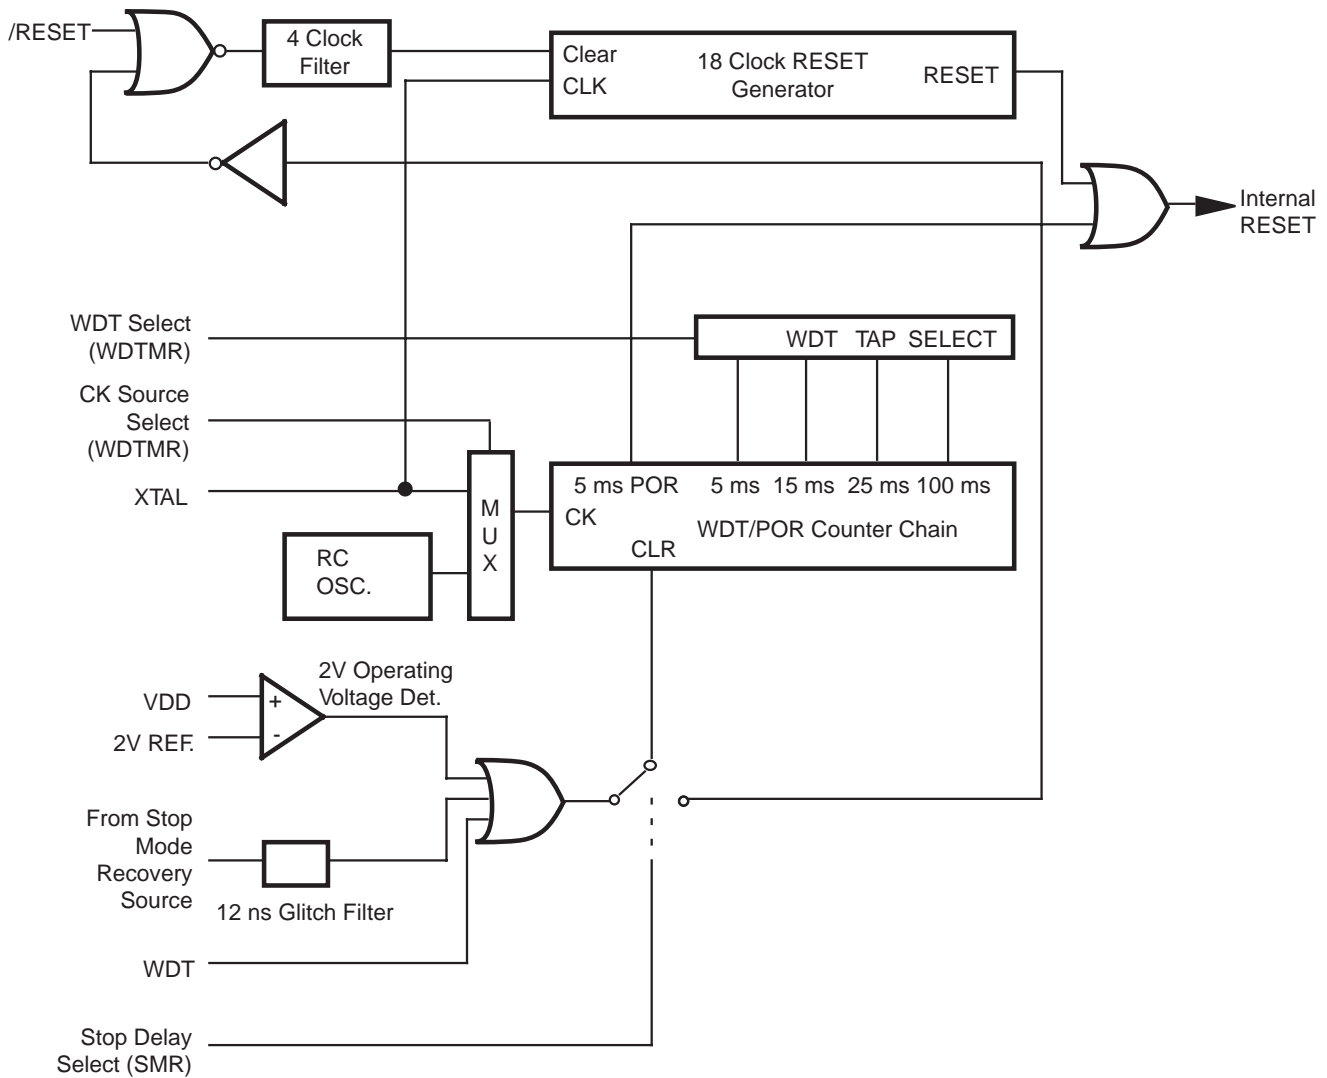 /RESET
4 Clock
Filter
Clear
CLK
18 Clock RESET
Generator
RESET
Internal
RESET
WDT Select
(WDTMR)
WDT TAP SELECT
CK Source
Select
(WDTMR)
XTAL
M
U
X
5 ms POR 5 ms 15 ms 25 ms 100 ms
CK
WDT/POR Counter Chain
CLR
RC
OSC.
2V Operating
Voltage Det.
VDD
+
2V REF.
-
From Stop
Mode
Recovery
Source
12 ns Glitch Filter
WDT
Stop Delay
Select (SMR)